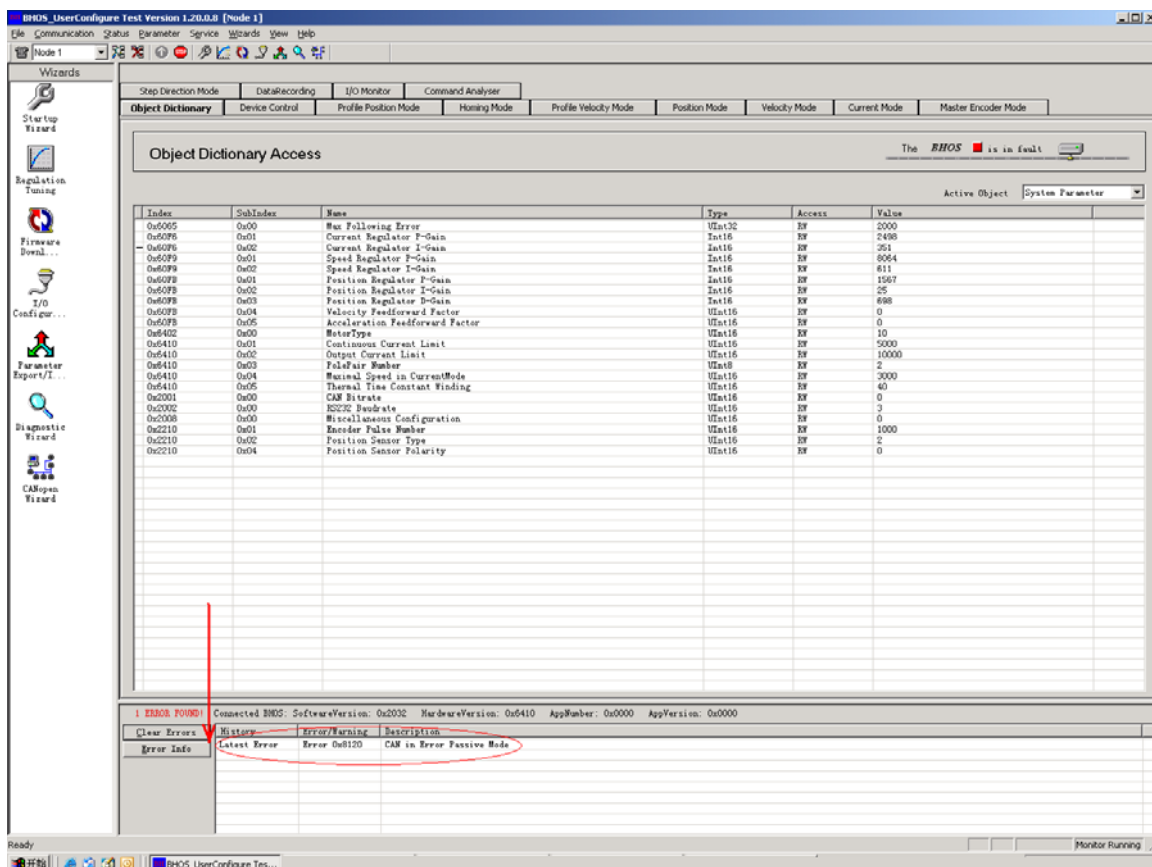 BHOS_UserConfigure Test Version 1.20.0.8 [Node 1]
File Communication Status Parameter Service Wizards View Help
Node 1
Wizards
Startup
Wizard
Regulation
Tuning
Firmware
Downl...
I/O
Configur...
Parameter
Export/I...
Diagnostic
Wizard
CANopen
Wizard
Step Direction Mode DataRecording I/O Monitor Command Analyser
Object Dictionary Device Control Profile Position Mode Homing Mode Profile Velocity Mode Position Mode Velocity Mode Current Mode Master Encoder Mode
Object Dictionary Access
The BHOS is in fault
Active Object System Parameter
Index SubIndex Name Type Access Value
0x6065 0x00 Max Following Error UInt32 RW 2000
0x60F6 0x01 Current Regulator P-Gain Int16 RW 2498
0x60F6 0x02 Current Regulator I-Gain Int16 RW 351
0x60F9 0x01 Speed Regulator P-Gain Int16 RW 8064
0x60F9 0x02 Speed Regulator I-Gain Int16 RW 611
0x60FB 0x01 Position Regulator P-Gain Int16 RW 1567
0x60FB 0x02 Position Regulator I-Gain Int16 RW 25
0x60FB 0x03 Position Regulator D-Gain Int16 RW 698
0x60FB 0x04 Velocity Feedforward Factor UInt16 RW 0
0x60FB 0x05 Acceleration Feedforward Factor UInt16 RW 0
0x6402 0x00 MotorType UInt16 RW 10
0x6410 0x01 Continuous Current Limit UInt16 RW 5000
0x6410 0x02 Output Current Limit UInt16 RW 10000
0x6410 0x03 PolePair Number UInt8 RW 2
0x6410 0x04 Maximal Speed in CurrentMode UInt16 RW 3000
0x6410 0x05 Thermal Time Constant Winding UInt16 RW 40
0x2001 0x00 CAN Bitrate UInt16 RW 0
0x2002 0x00 RS232 Baudrate UInt16 RW 3
0x2008 0x00 Miscellaneous Configuration UInt16 RW 0
0x2210 0x01 Encoder Pulse Number UInt16 RW 1000
0x2210 0x02 Position Sensor Type UInt16 RW 2
0x2210 0x04 Position Sensor Polarity UInt16 RW 0
1 ERROR FOUND! Connected BHOS: SoftwareVersion: 0x2032 HardwareVersion: 0x6410 AppNumber: 0x0000 AppVersion: 0x0000
Clear Errors History Error/Warning Description
Error Info Latest Error Error 0x8120 CAN in Error Passive Mode
Ready Monitor Running
开始 BHOS_UserConfigure Tes...